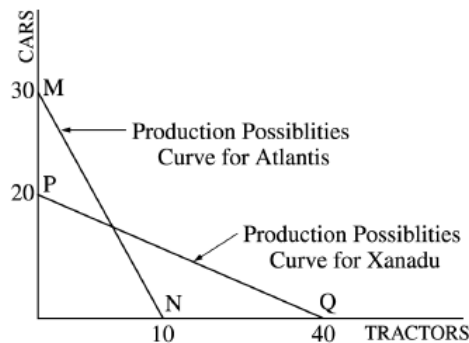 CARS
30 M
Production Possiblities
Curve for Atlantis
20 P
Production Possiblities
Curve for Xanadu
N
Q
10
40
TRACTORS